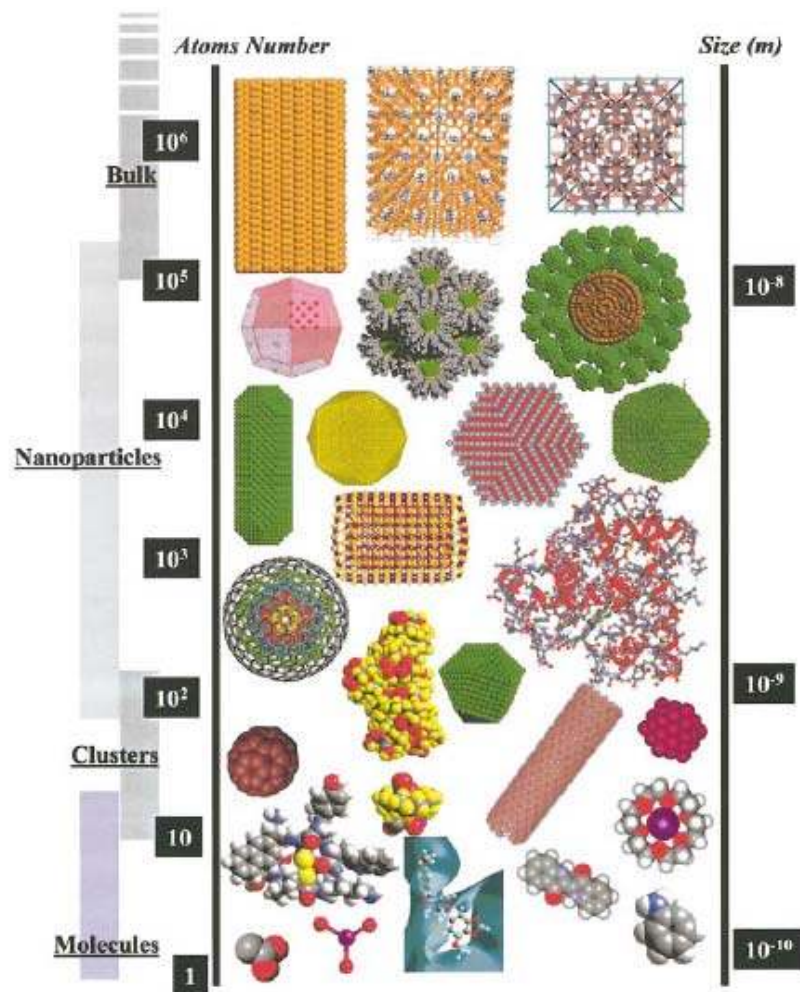 Atoms Number
Size (m)
10⁶
Bulk
10⁵
10⁻⁸
10⁴
Nanoparticles
10³
10²
10⁻⁹
Clusters
10
Molecules
10⁻¹⁰
1